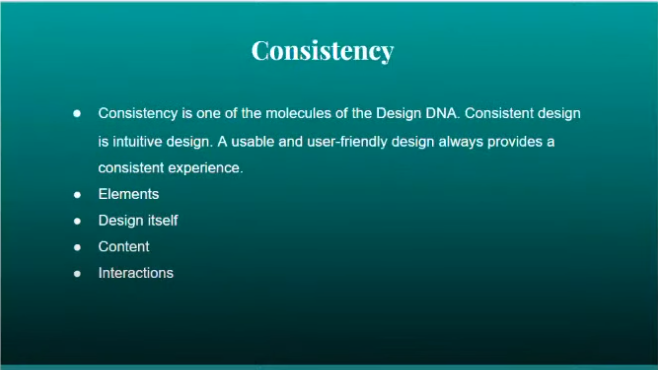 Consistency
● Consistency is one of the molecules of the Design DNA. Consistent design
is intuitive design. A usable and user-friendly design always provides a
consistent experience.
● Elements
● Design itself
● Content
● Interactions